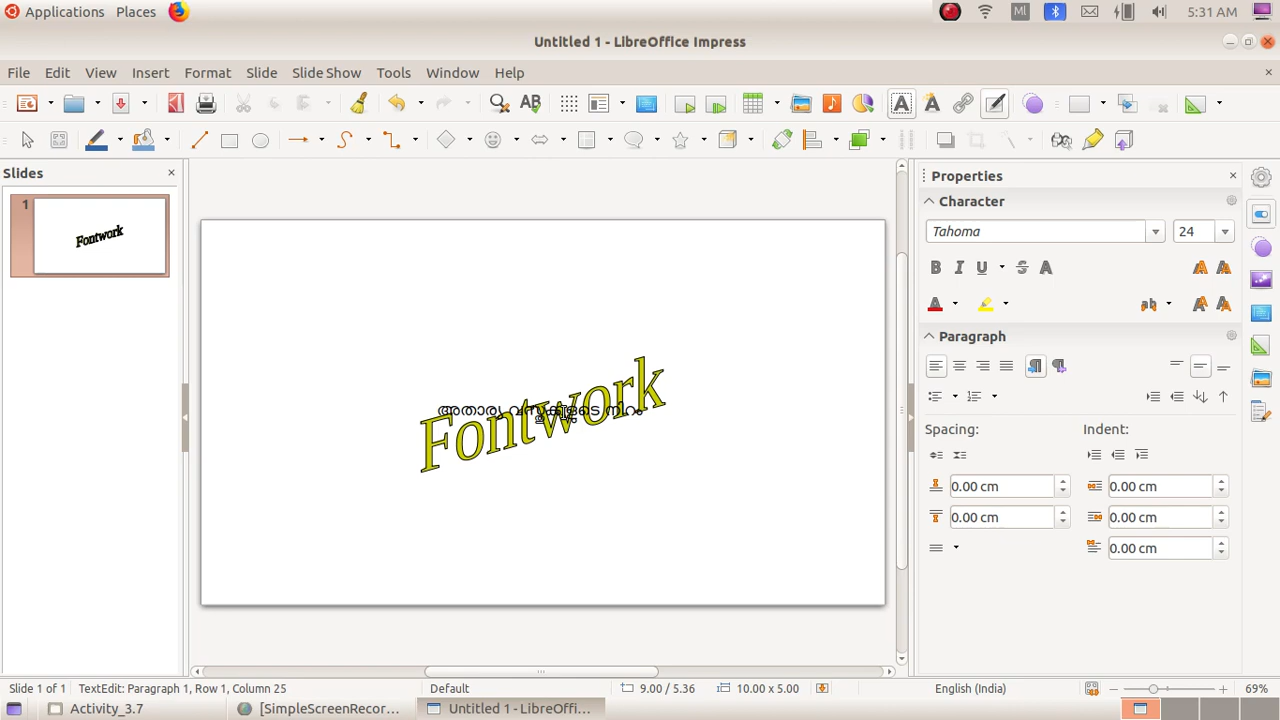 Applications Places Ml 5:31 AM
Untitled 1 - LibreOffice Impress
File Edit View Insert Format Slide Slide Show Tools Window Help
Slides
1
Fontwork
Fontwork
നിറം
Properties
Character
Tahoma 24
Paragraph
Spacing: Indent:
0.00 cm 0.00 cm
0.00 cm 0.00 cm
0.00 cm
Slide 1 of 1 TextEdit: Paragraph 1, Row 1, Column 25 Default 9.00 / 5.36 10.00 x 5.00 English (India) 69%
Activity_3.7 [SimpleScreenRecor... Untitled 1 - LibreOffi...